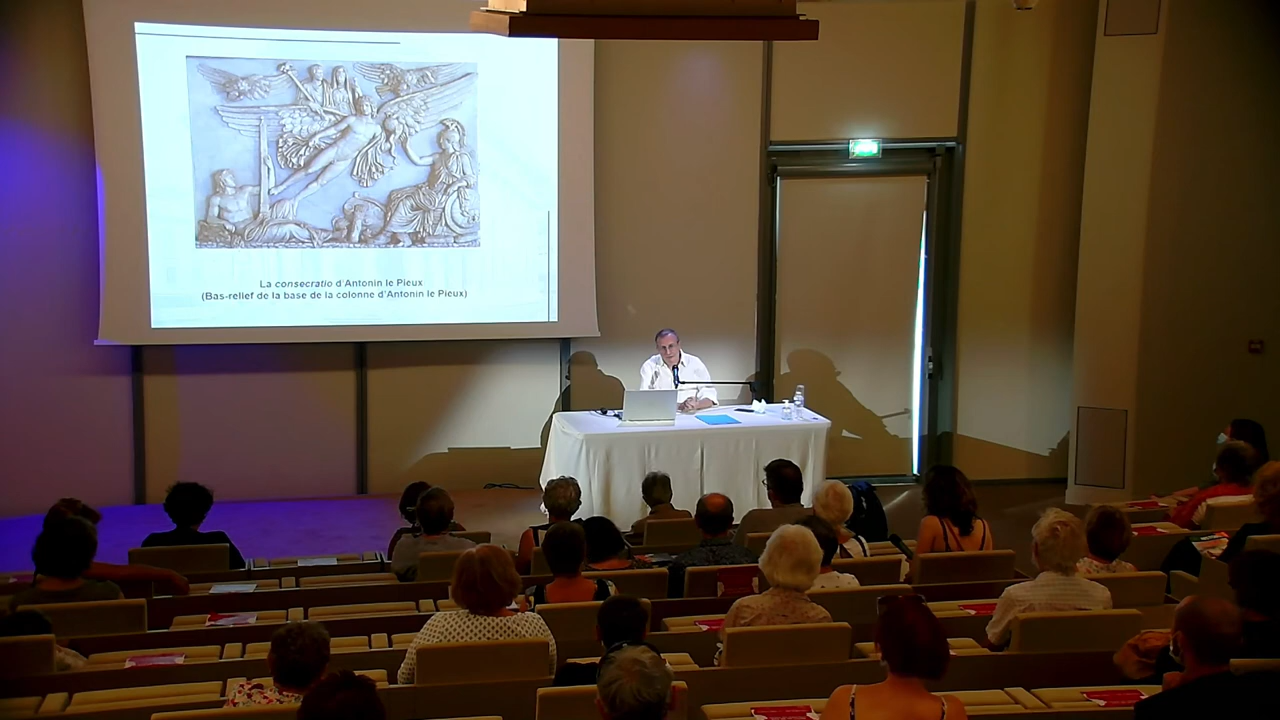 La consecratio d'Antonin le Pieux
(Bas-relief de la base de la colonne d'Antonin le Pieux)